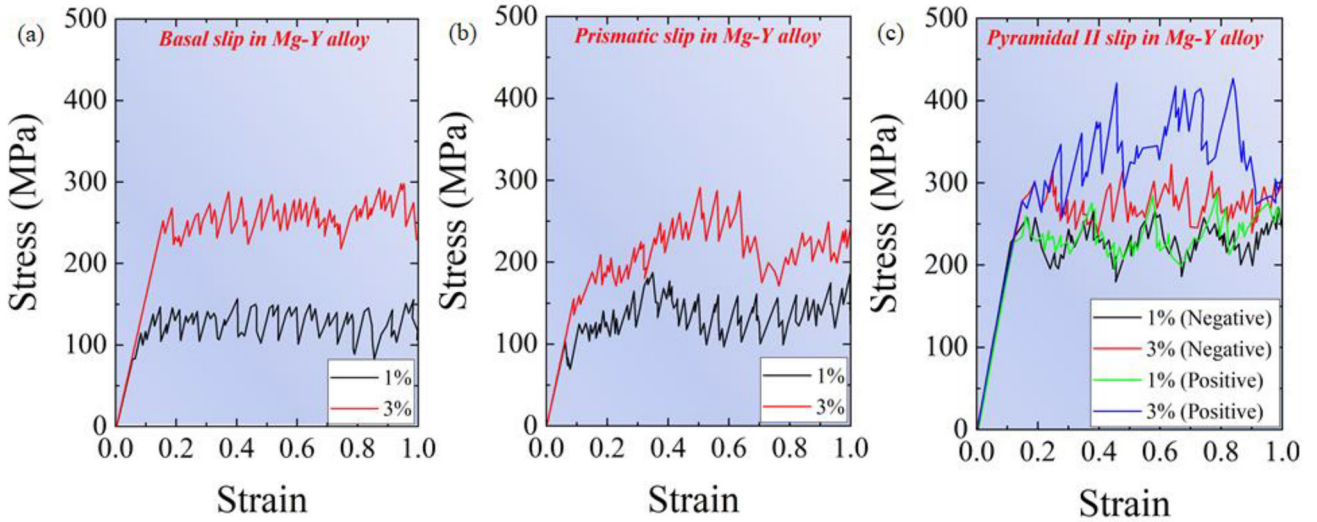 (a)
Basal slip in Mg-Y alloy
500
400
300
200
100
0
Stress (MPa)
0.0 0.2 0.4 0.6 0.8 1.0
Strain
1%
3%
(b)
Prismatic slip in Mg-Y alloy
500
400
300
200
100
0
Stress (MPa)
0.0 0.2 0.4 0.6 0.8 1.0
Strain
1%
3%
(c)
Pyramidal II slip in Mg-Y alloy
500
400
300
200
100
0
Stress (MPa)
0.0 0.2 0.4 0.6 0.8 1.0
Strain
1% (Negative)
3% (Negative)
1% (Positive)
3% (Positive)